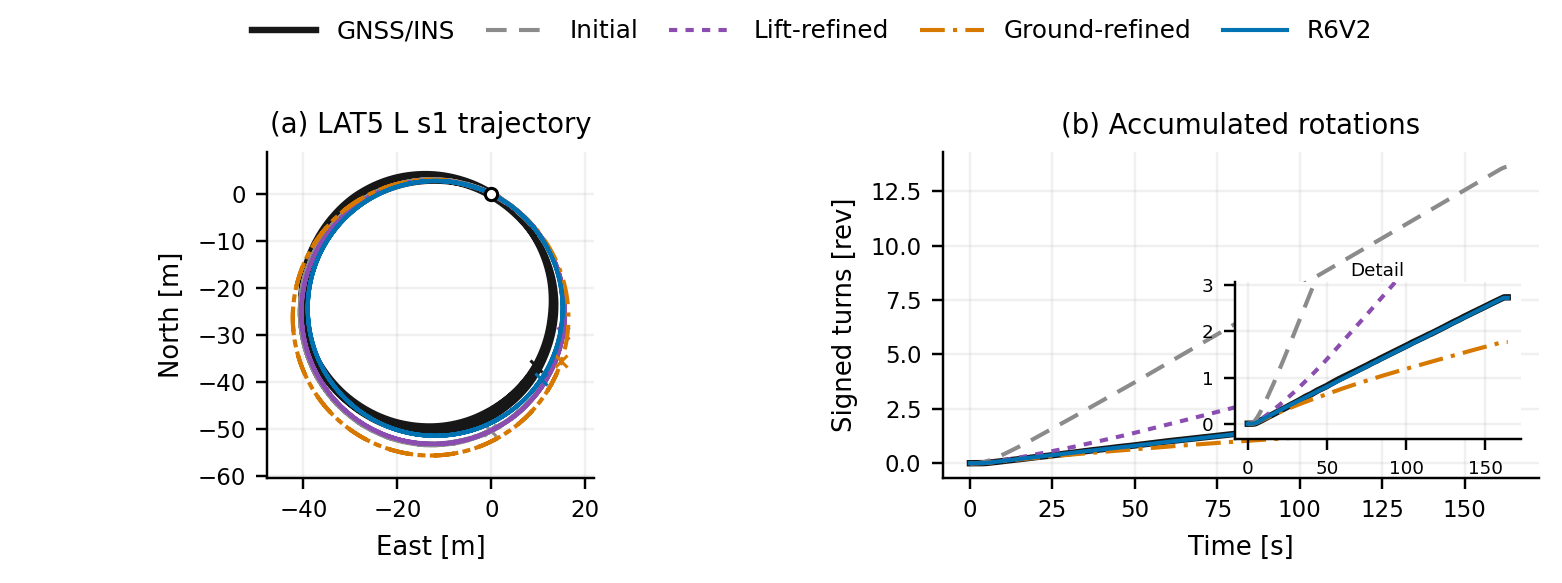 GNSS/INS Initial Lift-refined Ground-refined R6V2
(a) LAT5 L s1 trajectory
North [m]
0
−10
−20
−30
−40
−50
−60
−40 −20 0 20
East [m]
(b) Accumulated rotations
Signed turns [rev]
12.5
10.0
7.5
5.0
2.5
0.0
0 25 50 75 100 125 150
Time [s]
Detail
3
2
1
0
0 50 100 150